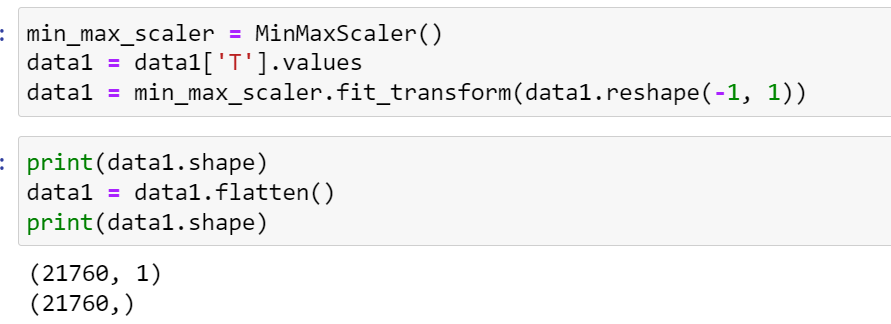 : min_max_scaler = MinMaxScaler()
data1 = data1['T'].values
data1 = min_max_scaler.fit_transform(data1.reshape(-1, 1))
: print(data1.shape)
data1 = data1.flatten()
print(data1.shape)
(21760, 1)
(21760,)